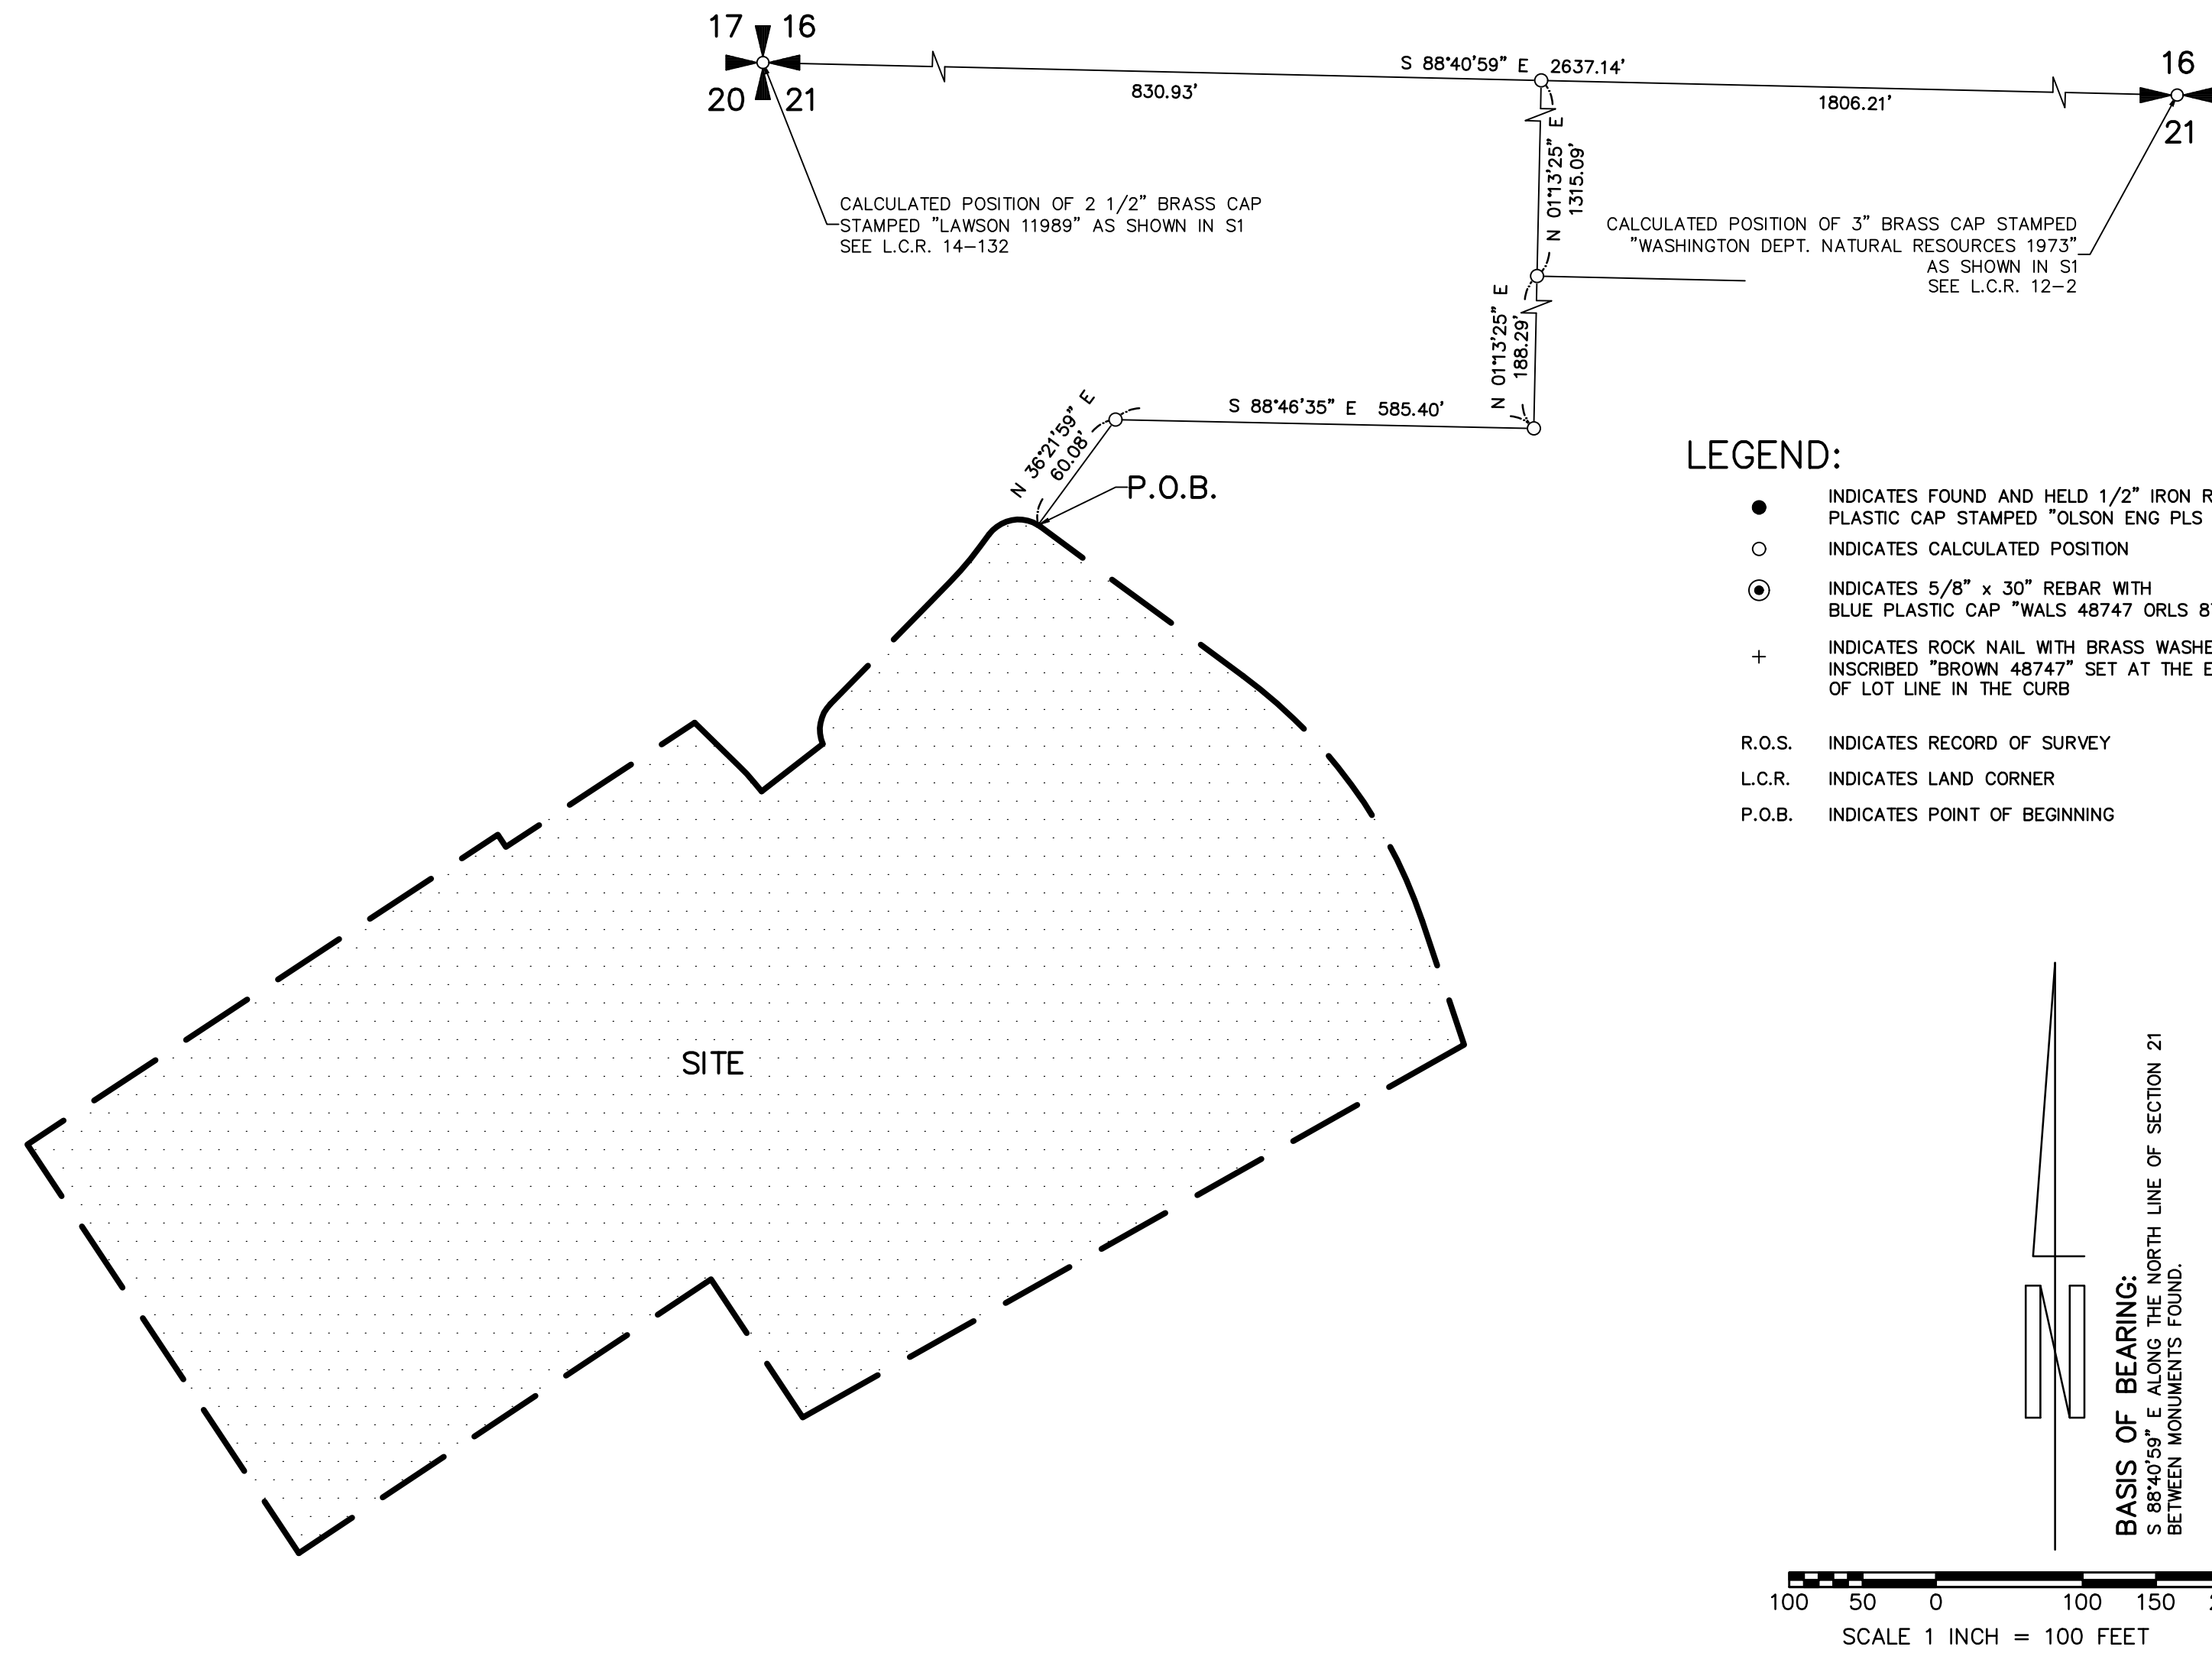 17 16
20 21
S 88°40'59" E 2637.14'
830.93'
1806.21'
16
21
CALCULATED POSITION OF 2 1/2" BRASS CAP
STAMPED "LAWSON 11989" AS SHOWN IN S1
SEE L.C.R. 14-132
N 01°13'25" E
1315.09'
CALCULATED POSITION OF 3" BRASS CAP STAMPED
"WASHINGTON DEPT. NATURAL RESOURCES 1973"
AS SHOWN IN S1
SEE L.C.R. 12-2
N 01°13'25" E
188.29'
S 88°46'35" E 585.40'
N 36°21'59" E
60.08'
P.O.B.
SITE
LEGEND:
INDICATES FOUND AND HELD 1/2" IRON
PLASTIC CAP STAMPED "OLSON ENG PLS
INDICATES CALCULATED POSITION
INDICATES 5/8" x 30" REBAR WITH
BLUE PLASTIC CAP "WALS 48747 ORLS
INDICATES ROCK NAIL WITH BRASS
INSCRIBED "BROWN 48747" SET AT THE
OF LOT LINE IN THE CURB
R.O.S. INDICATES RECORD OF SURVEY
L.C.R. INDICATES LAND CORNER
P.O.B. INDICATES POINT OF BEGINNING
N
BASIS OF BEARING:
S 88°40'59" E ALONG THE NORTH LINE OF SECTION 21
BETWEEN MONUMENTS FOUND.
100 50 0 100 150
SCALE 1 INCH = 100 FEET